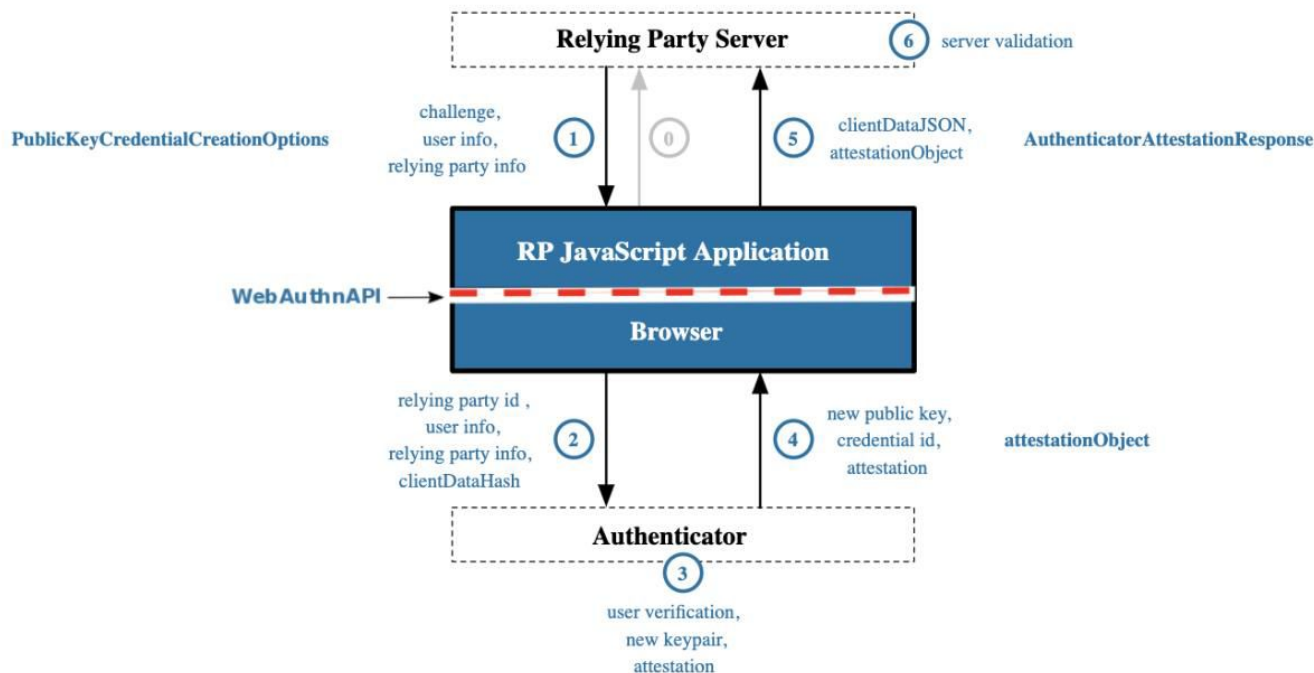 Relying Party Server
6 server validation
PublicKeyCredentialCreationOptions
challenge,
user info,
relying party info
1
0
5
clientDataJSON,
attestationObject
AuthenticatorAttestationResponse
RP JavaScript Application
WebAuthnAPI
Browser
relying party id ,
user info,
relying party info,
clientDataHash
2
4
new public key,
credential id,
attestation
attestationObject
Authenticator
3
user verification,
new keypair,
attestation